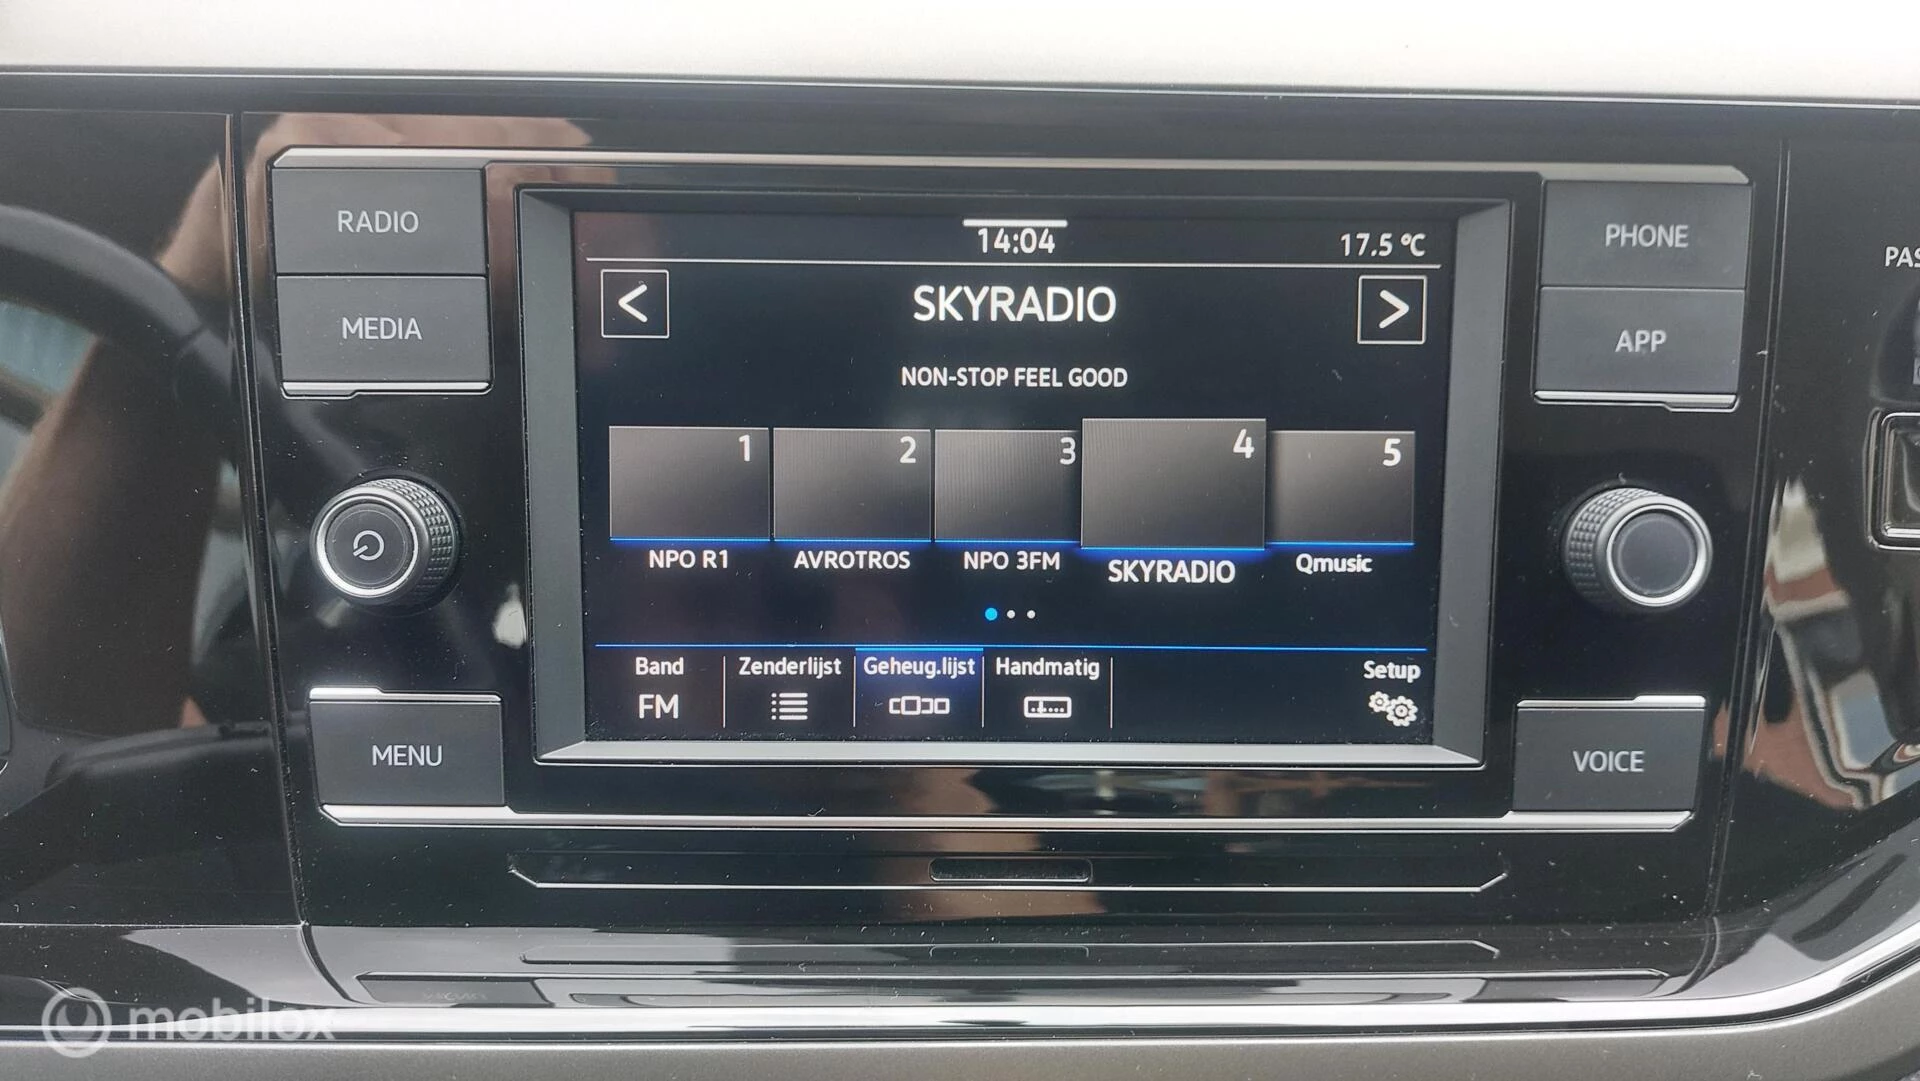 RADIO
MEDIA
MENU
14:04
17.5 °C
< SKYRADIO >
NON-STOP FEEL GOOD
1 2 3 4 5
NPO R1 AVROTROS NPO 3FM SKYRADIO Qmusic
Band Zenderlijst Geheug.lijst Handmatig Setup
FM
PHONE
APP
VOICE
PAS
mobilox